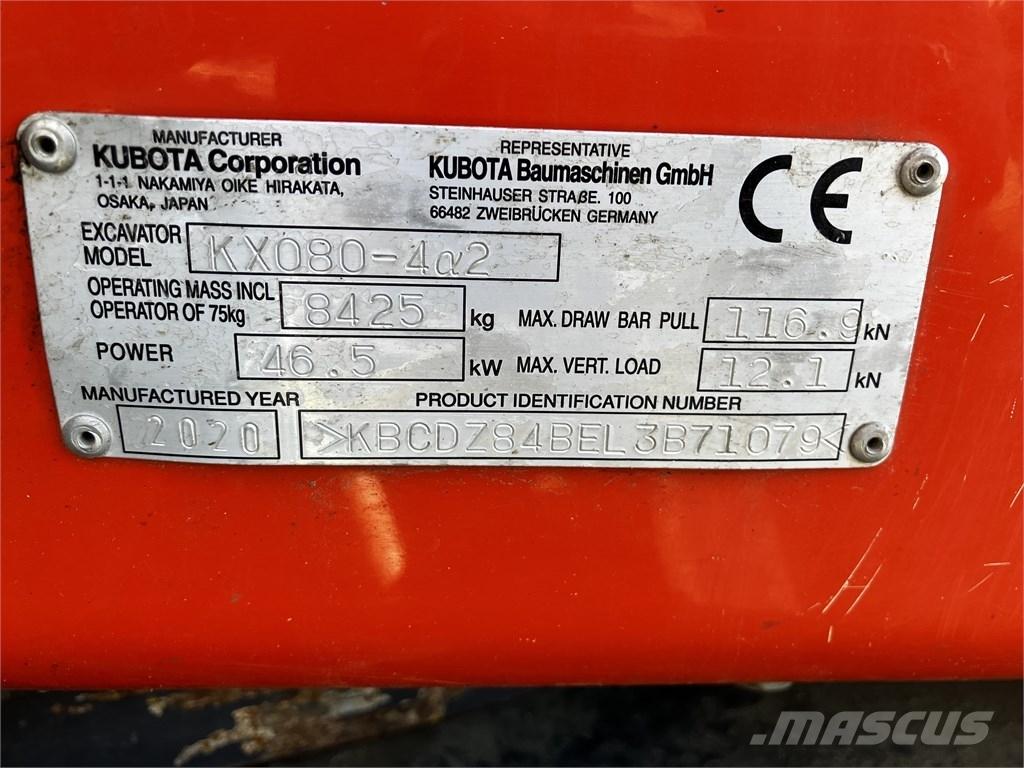 MANUFACTURER
KUBOTA Corporation
1-1-1 NAKAMIYA OIKE HIRAKATA,
OSAKA, JAPAN
REPRESENTATIVE
KUBOTA Baumaschinen GmbH
STEINHAUSER STRAßE. 100
66482 ZWEIBRÜCKEN GERMANY
CE
EXCAVATOR MODEL KX080-4α2
OPERATING MASS INCL
OPERATOR OF 75kg 8425 kg
MAX. DRAW BAR PULL 116.9 kN
POWER 46.5 kW
MAX. VERT. LOAD 12.1 kN
MANUFACTURED YEAR
2020
PRODUCT IDENTIFICATION NUMBER
>KBCDZ84BEL3B71079<
MASCUS